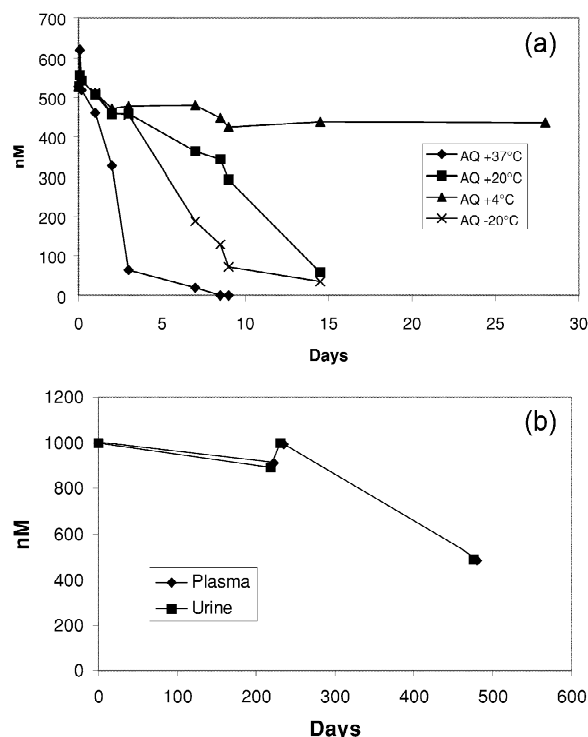 (a)
700
600
500
400
300
200
100
0
nM
AQ +37°C
AQ +20°C
AQ +4°C
AQ -20°C
0 5 10 15 20 25 30
Days
(b)
1200
1000
800
600
400
200
0
nM
Plasma
Urine
0 100 200 300 400 500 600
Days